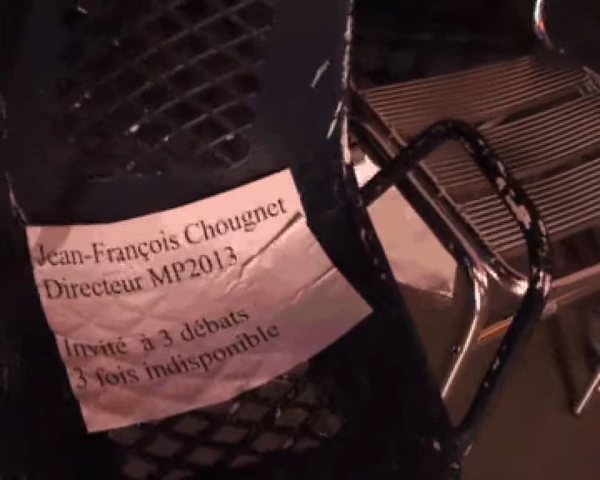 Jean-François Chougnet
Directeur MP2013
Invité à 3 débats
3 fois indisponible